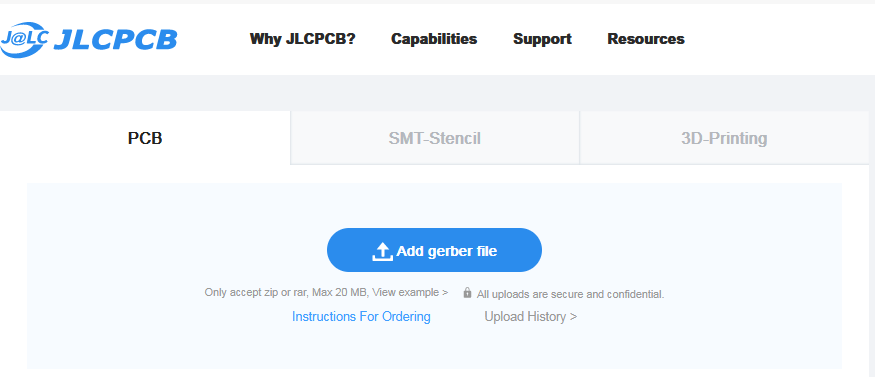 J@LC JLCPCB Why JLCPCB? Capabilities Support Resources
PCB SMT-Stencil 3D-Printing
Add gerber file
Only accept zip or rar, Max 20 MB, View example > All uploads are secure and confidential.
Instructions For Ordering Upload History >